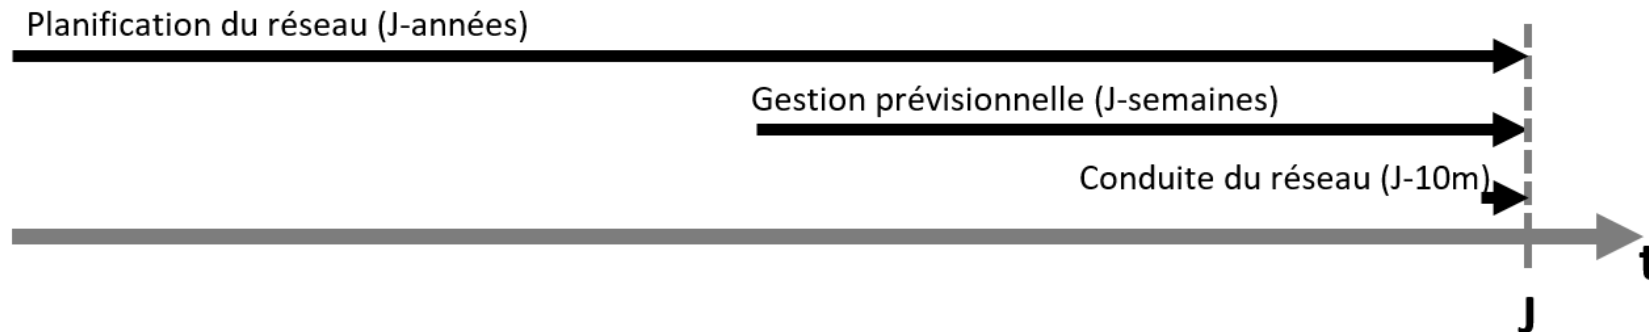 Planification du réseau (J-années)
Gestion prévisionnelle (J-semaines)
Conduite du réseau (J-10m)
t
J